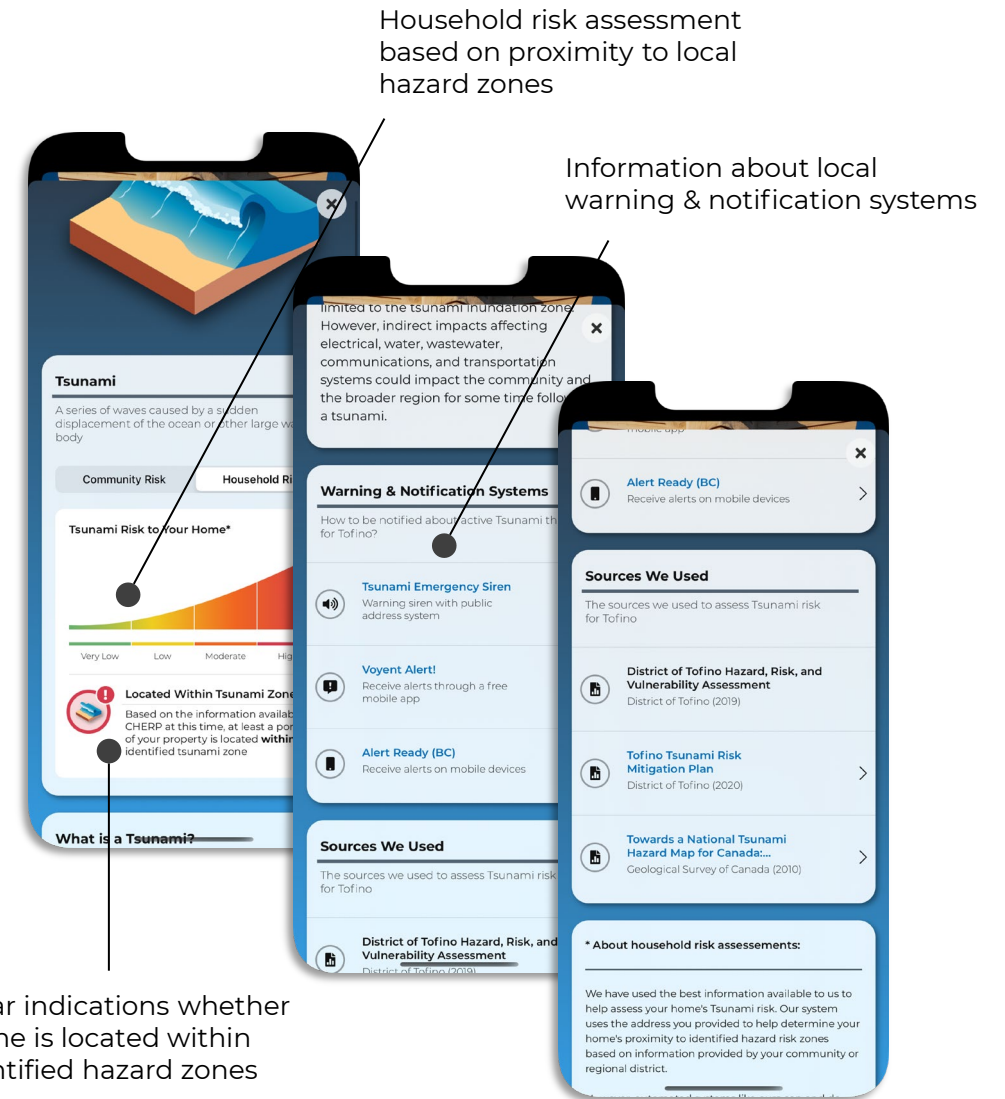 Household risk assessment
based on proximity to local
hazard zones
Information about local
warning & notification systems
Tsunami
A series of waves caused by a sudden
displacement of the ocean or other large
body
Community Risk
Household
Tsunami Risk to Your Home*
Very Low
Low
Moderate
Located Within Tsunami Zone
Based on the information
CHERP at this time, at least a
of your property is located within
identified tsunami zone
What is a Tsunami?
limited to the tsunami inundation zone.
However, indirect impacts affecting
electrical, water, wastewater,
communications, and transportation
systems could impact the community and
the broader region for some time
a tsunami.
Warning & Notification Systems
How to be notified about active Tsunami
for Tofino?
Tsunami Emergency Siren
Warning siren with public
address system
Voyent Alert!
Receive alerts through a free
mobile app
Alert Ready (BC)
Receive alerts on mobile devices
Sources We Used
The sources we used to assess Tsunami risk
for Tofino
District of Tofino Hazard, Risk, and
Vulnerability Assessment
District of Tofino (2019)
mobile app
Alert Ready (BC)
Receive alerts on mobile devices
Sources We Used
The sources we used to assess Tsunami risk
for Tofino
District of Tofino Hazard, Risk, and
Vulnerability Assessment
District of Tofino (2019)
Tofino Tsunami Risk
Mitigation Plan
District of Tofino (2020)
Towards a National Tsunami
Hazard Map for Canada:...
Geological Survey of Canada (2010)
* About household risk assessements:
We have used the best information available to us to
help assess your home's Tsunami risk. Our system
uses the address you provided to help determine your
home's proximity to identified hazard risk zones
based on information provided by your community or
regional district.
indications whether
is located within
hazard zones